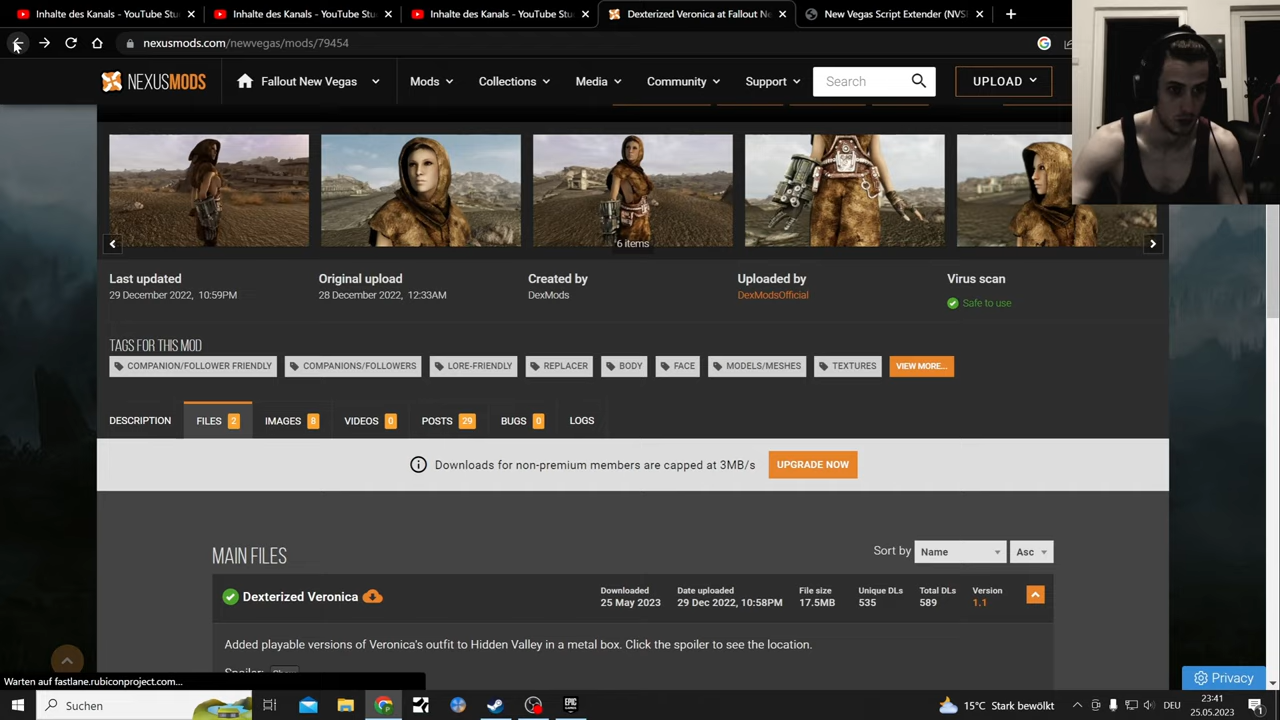 Inhalte des Kanals - YouTube Stu
Inhalte des Kanals - YouTube Stu
Inhalte des Kanals - YouTube Stu
Dexterized Veronica at Fallout Ne
New Vegas Script Extender (NVSE
nexusmods.com/newvegas/mods/79454
NEXUSMODS
Fallout New Vegas
Mods
Collections
Media
Community
Support
Search
UPLOAD
6 items
Last updated
29 December 2022, 10:59PM
Original upload
28 December 2022, 12:33AM
Created by
DexMods
Uploaded by
DexModsOfficial
Virus scan
Safe to use
TAGS FOR THIS MOD
COMPANION/FOLLOWER FRIENDLY
COMPANIONS/FOLLOWERS
LORE-FRIENDLY
REPLACER
BODY
FACE
MODELS/MESHES
TEXTURES
VIEW MORE...
DESCRIPTION
FILES 2
IMAGES 8
VIDEOS 0
POSTS 29
BUGS 0
LOGS
Downloads for non-premium members are capped at 3MB/s
UPGRADE NOW
MAIN FILES
Sort by
Name
Asc
Dexterized Veronica
Downloaded
25 May 2023
Date uploaded
29 Dec 2022, 10:58PM
File size
17.5MB
Unique DLs
535
Total DLs
589
Version
1.1
Added playable versions of Veronica's outfit to Hidden Valley in a metal box. Click the spoiler to see the location.
Spoiler: Show
Warten auf fastlane.rubiconproject.com...
Privacy
Suchen
EPIC
15°C Stark bewölkt
DEU
23:41
25.05.2023
1